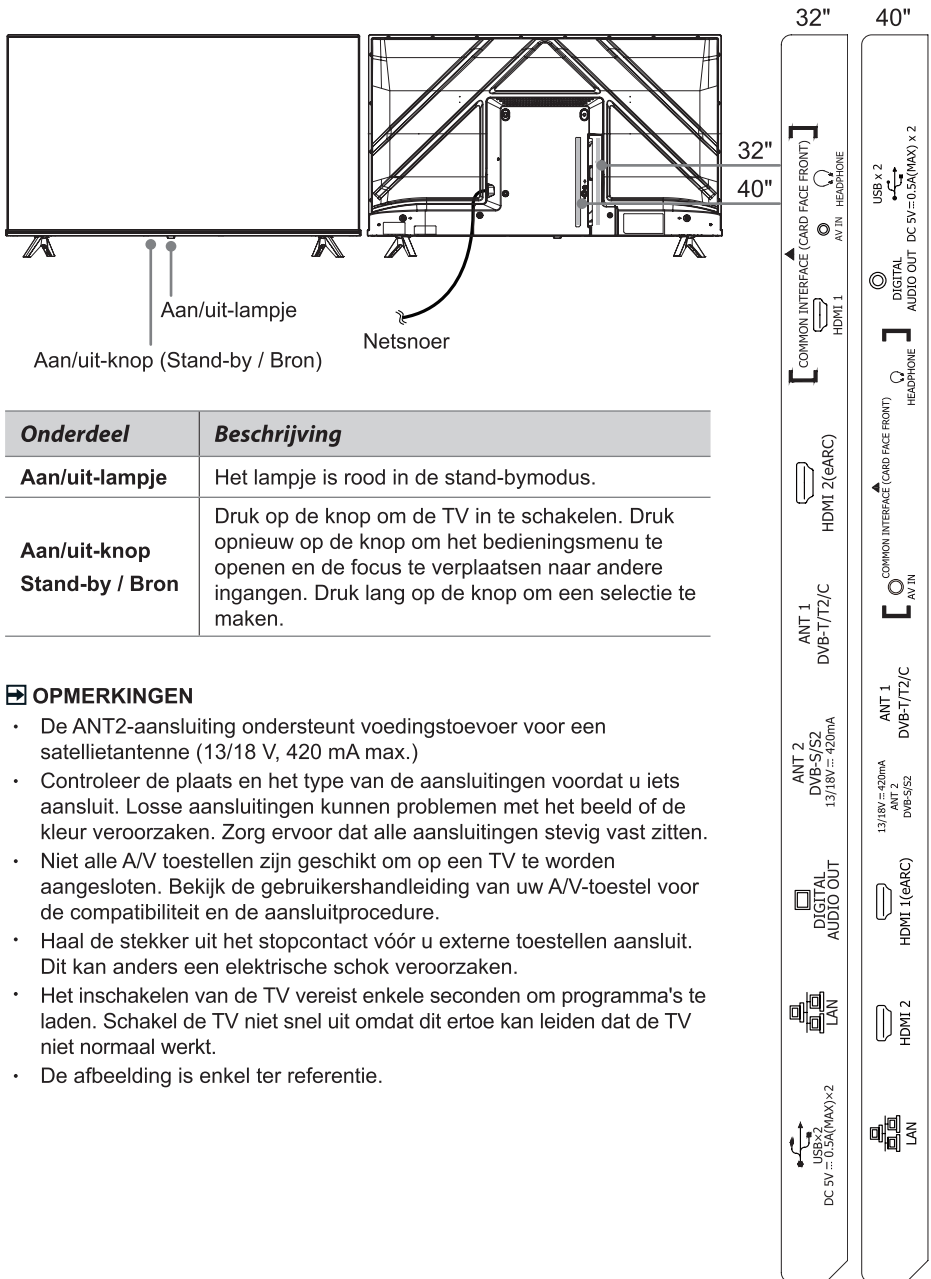 32" 40"
32"
40"
Aan/uit-lampje
Aan/uit-knop (Stand-by / Bron)
Netsnoer
Onderdeel Beschrijving
Aan/uit-lampje Het lampje is rood in de stand-bymodus.
Aan/uit-knop
Stand-by / Bron
Druk op de knop om de TV in te schakelen. Druk
opnieuw op de knop om het bedieningsmenu te
openen en de focus te verplaatsen naar andere
ingangen. Druk lang op de knop om een selectie te
maken.
OPMERKINGEN
• De ANT2-aansluiting ondersteunt voedingstoevoer voor een
satellietantenne (13/18 V, 420 mA max.)
• Controleer de plaats en het type van de aansluitingen voordat u iets
aansluit. Losse aansluitingen kunnen problemen met het beeld of de
kleur veroorzaken. Zorg ervoor dat alle aansluitingen stevig vast zitten.
• Niet alle A/V toestellen zijn geschikt om op een TV te worden
aangesloten. Bekijk de gebruikershandleiding van uw A/V-toestel voor
de compatibiliteit en de aansluitprocedure.
• Haal de stekker uit het stopcontact vóór u externe toestellen aansluit.
Dit kan anders een elektrische schok veroorzaken.
• Het inschakelen van de TV vereist enkele seconden om programma's te
laden. Schakel de TV niet snel uit omdat dit ertoe kan leiden dat de TV
niet normaal werkt.
• De afbeelding is enkel ter referentie.
COMMON INTERFACE (CARD FACE FRONT)
HEADPHONE
AV IN
HDMI 1
HDMI 2(eARC)
ANT 1
DVB-T/T2/C
ANT 2
DVB-S/S2
13/18V ⎓ 420mA
DIGITAL
AUDIO OUT
LAN
USB×2
DC 5V ⎓ 0.5A(MAX)×2
USB x 2
DC 5V⎓0.5A(MAX) x 2
DIGITAL
AUDIO OUT
HEADPHONE
COMMON INTERFACE (CARD FACE FRONT)
AV IN
ANT 1
DVB-T/T2/C
13/18V ⎓ 420mA
ANT 2
DVB-S/S2
HDMI 1(eARC)
HDMI 2
LAN